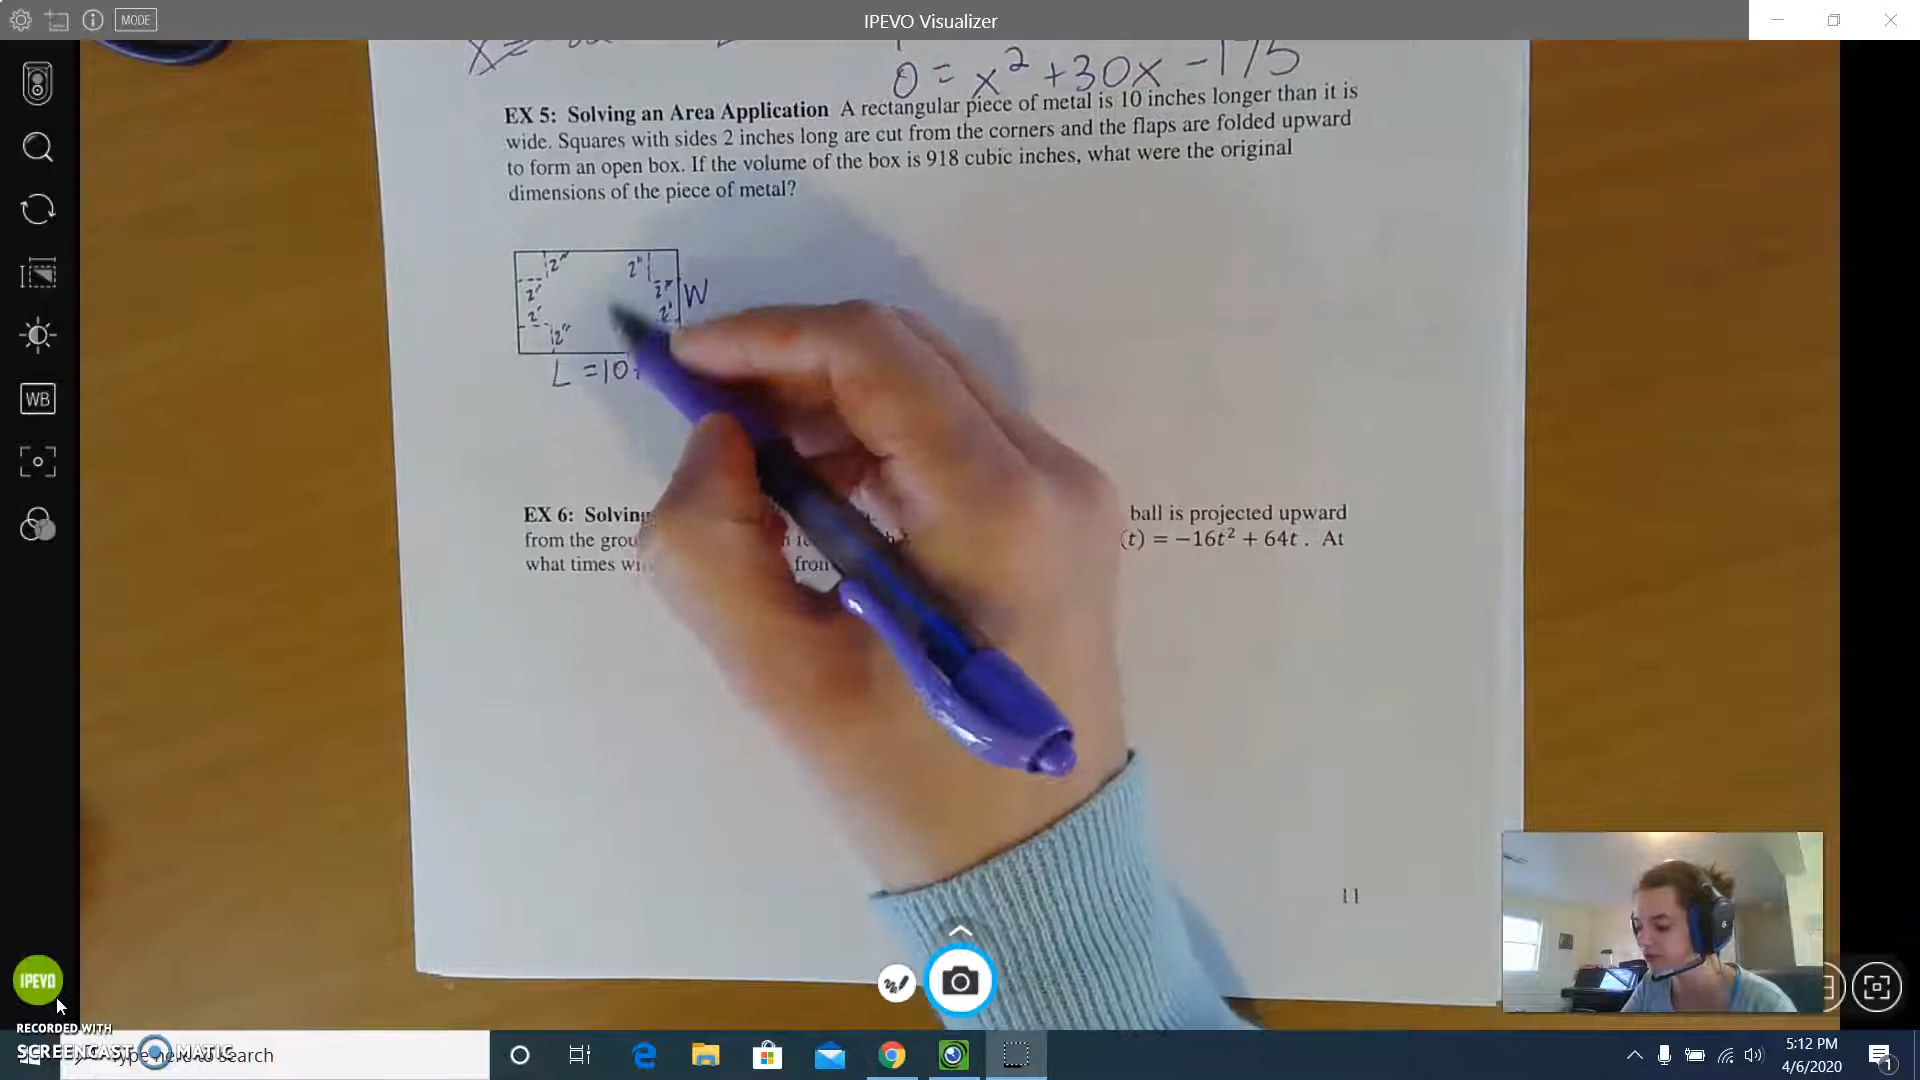 MODE
IPEVO Visualizer
0 = x² + 30x - 175
EX 5: Solving an Area Application A rectangular piece of metal is 10 inches longer than it is
wide. Squares with sides 2 inches long are cut from the corners and the flaps are folded upward
to form an open box. If the volume of the box is 918 cubic inches, what were the original
dimensions of the piece of metal?
2" 2"
2" 2" W
2" 2"
2"
L = 10
EX 6: Solving ball is projected upward
from the (t) = −16t² + 64t . At
what times
11
WB
IPEVO
RECORDED WITH
SCREENCAST MATIC
Type here to search
5:12 PM
4/6/2020
1